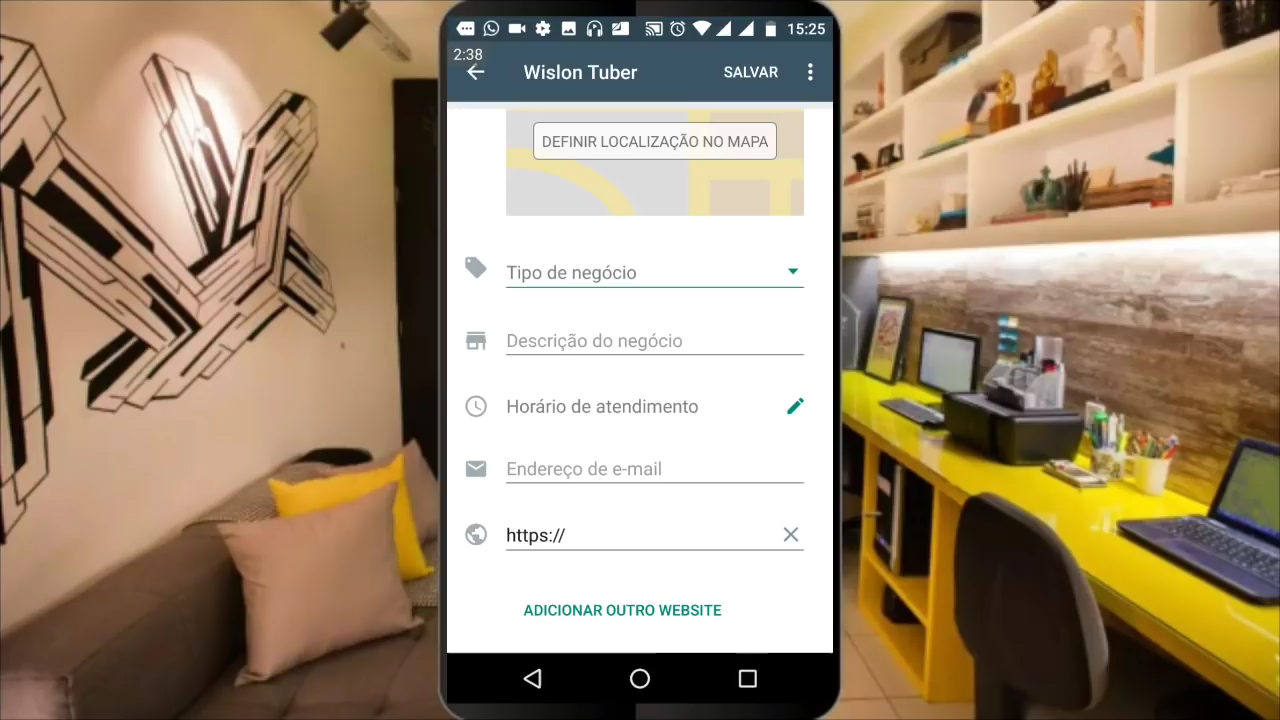 15:25
2:38
Wislon Tuber
SALVAR
DEFINIR LOCALIZAÇÃO NO MAPA
Tipo de negócio
Descrição do negócio
Horário de atendimento
Endereço de e-mail
https://
ADICIONAR OUTRO WEBSITE